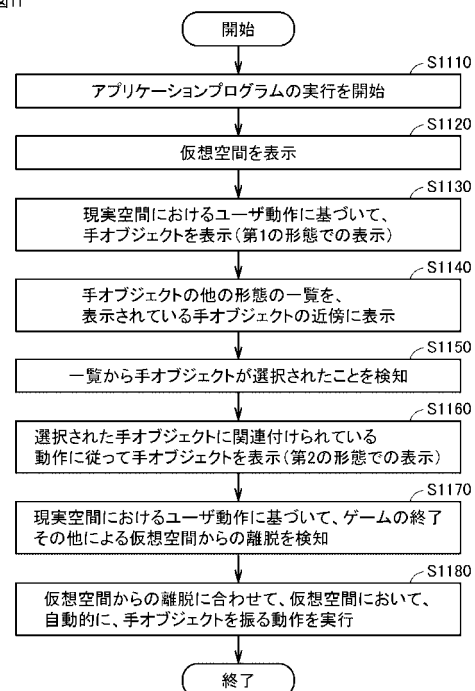 図11
開始
S1110
アプリケーションプログラムの実行を開始
S1120
仮想空間を表示
S1130
現実空間におけるユーザ動作に基づいて、
手オブジェクトを表示(第1の形態での表示)
S1140
手オブジェクトの他の形態の一覧を、
表示されている手オブジェクトの近傍に表示
S1150
一覧から手オブジェクトが選択されたことを検知
S1160
選択された手オブジェクトに関連付けられている
動作に従って手オブジェクトを表示(第2の形態での表示)
S1170
現実空間におけるユーザ動作に基づいて、ゲームの終了
その他による仮想空間からの離脱を検知
S1180
仮想空間からの離脱に合わせて、仮想空間において、
自動的に、手オブジェクトを振る動作を実行
終了